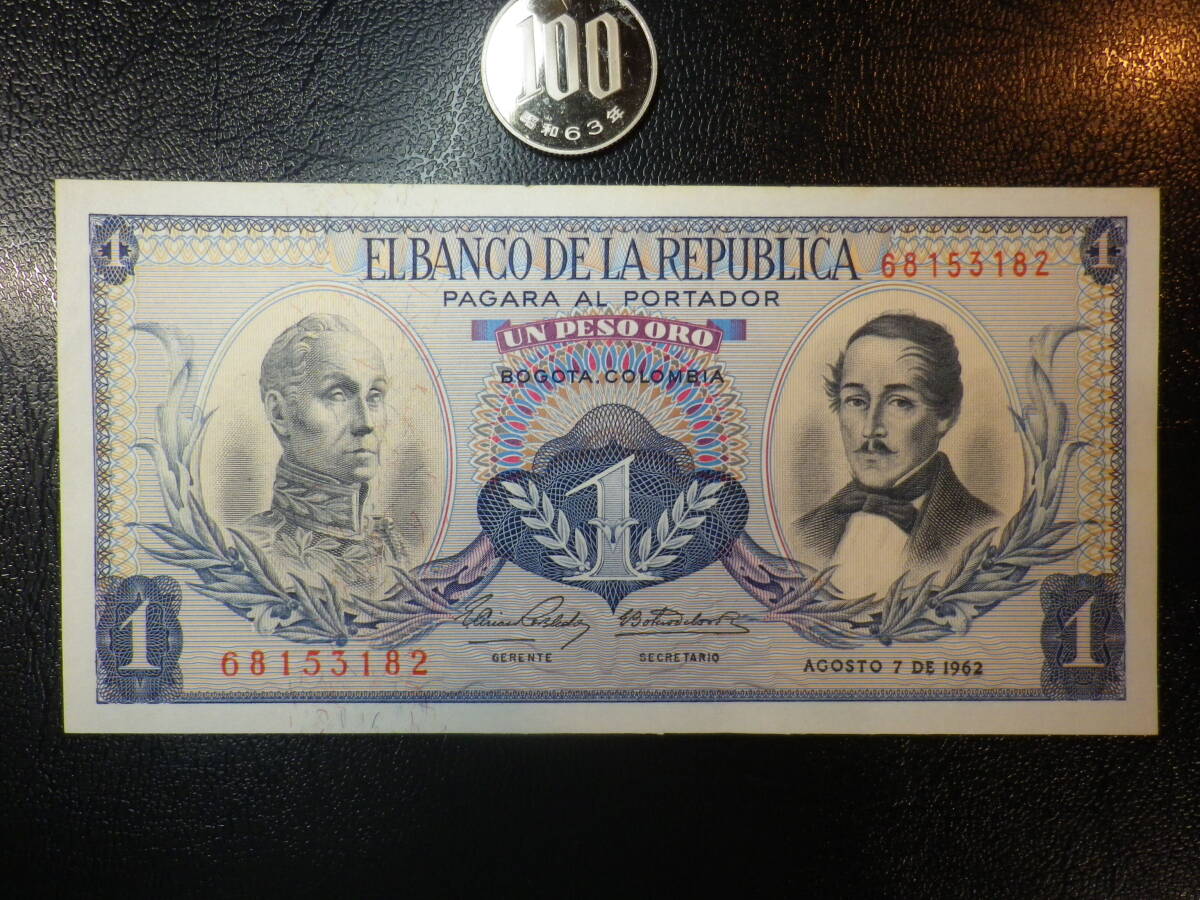 100
昭和63年
1 EL BANCO DE LA REPUBLICA 68153182 1
PAGARA AL PORTADOR
UN PESO ORO
BOGOTA. COLOMBIA
1
1 1
GERENTE SECRETARIO
68153182 AGOSTO 7 DE 1962